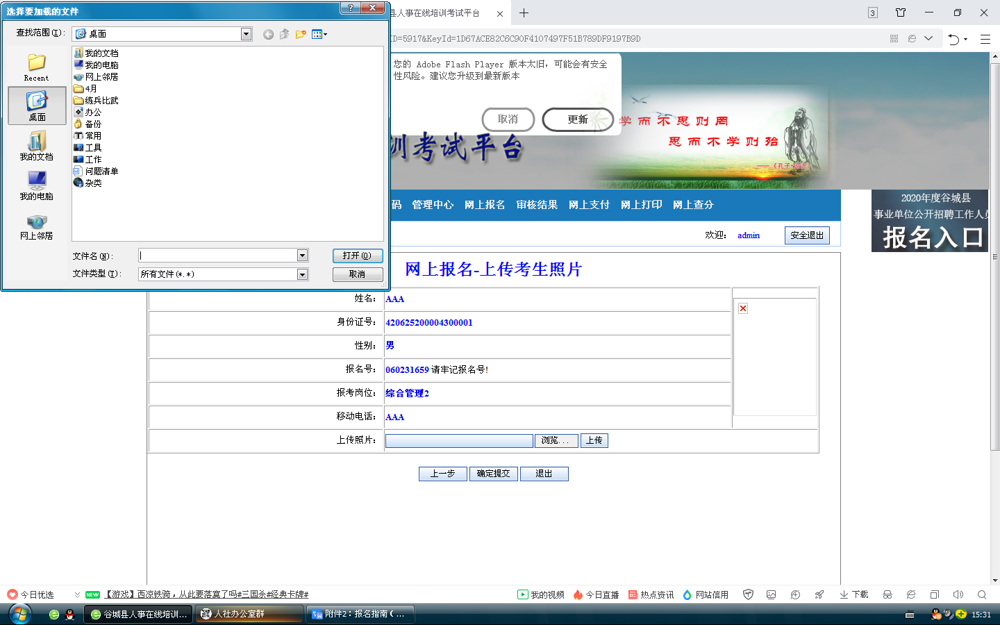 选择要加载的文件
查找范围(I):
桌面
Recent
桌面
我的文档
我的电脑
网上邻居
我的文档
我的电脑
网上邻居
4月
练兵比武
办公
备份
常用
工具
工作
问题清单
杂类
文件名(N):
打开(O)
文件类型(T):
所有文件(*.*)
取消
县人事在线培训考试平台
3
ID=5917&KeyId=1D67ACE82C6C90F4107497F51B789DF9197B9D
您的 Adobe Flash Player 版本太旧，可能会有安全
性风险。建议您升级到最新版本
取消
更新
学而不思则罔
思而不学则殆
训考试平台
码 管理中心 网上报名 审核结果 网上支付 网上打印 网上查分
欢迎: admin
安全退出
2020年度谷城县
事业单位公开招聘工作人员
报名入口
网上报名-上传考生照片
姓名: AAA
身份证号: 420625200004300001
性别: 男
报名号: 060231659 请牢记报名号!
报考岗位: 综合管理2
移动电话: AAA
上传照片: 浏览... 上传
上一步 确定提交 退出
今日优选
NEW 【游戏】西凉铁骑，从此要落寞了吗#三国杀#经典卡牌#
我的视频 今日直播 热点资讯 网站信用 下载
谷城县人事在线培训... 人社办公室群 附件2：报名指南（... 15:31